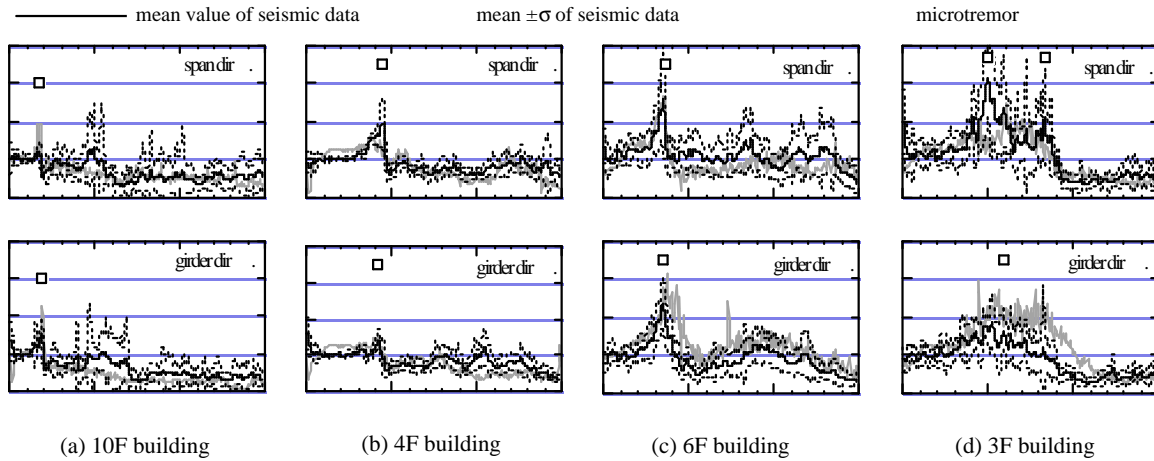 mean value of seismic data mean ±σ of seismic data microtremor
span dir . span dir . span dir . span dir .
girder dir . girder dir . girder dir . girder dir .
(a) 10F building (b) 4F building (c) 6F building (d) 3F building